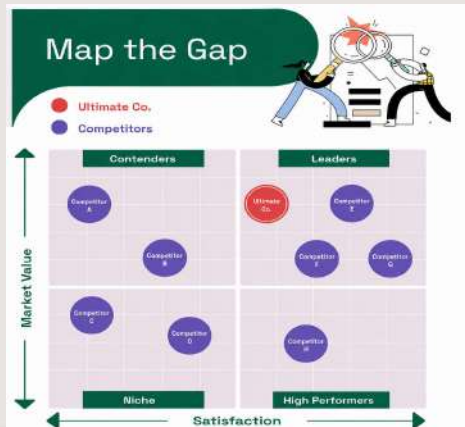 Map the Gap
Ultimate Co.
Competitors
Contenders
Leaders
Competitor
A
Ultimate
Co.
Competitor
E
Competitor
B
Competitor
F
Competitor
G
Market Value
Competitor
C
Competitor
D
Competitor
H
Niche
High Performers
Satisfaction